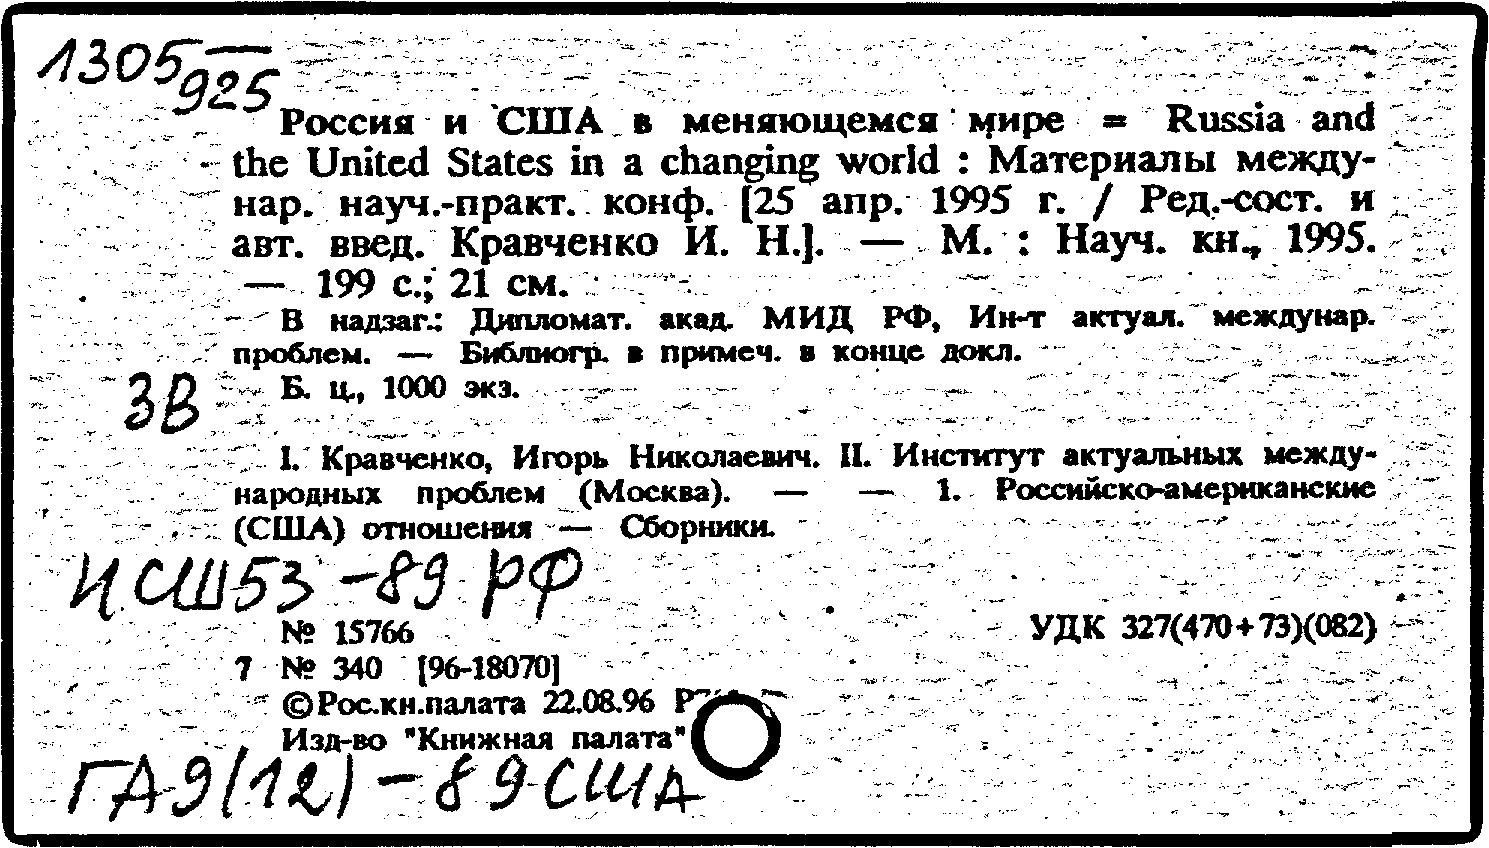 1305
925
Россия и США в меняющемся мире = Russia and
the United States in a changing world : Материалы между-
нар. науч.-практ. конф. [25 апр. 1995 г. / Ред.-сост. и
авт. введ. Кравченко И. Н.]. — М. : Науч. кн., 1995.
— 199 с.; 21 см.
В надзаг.: Дипломат. акад. МИД РФ, Ин-т актуал. междунар.
проблем. — Библиогр. в примеч. в конце докл.
Б. ц., 1000 экз.
3В
I. Кравченко, Игорь Николаевич. II. Институт актуальных между-
народных проблем (Москва). — — 1. Российско-американские
(США) отношения — Сборники.
И СШ53-89 РФ
№ 15766 УДК 327(470+73)(082)
7 № 340 [96-18070]
©Рос.кн.палата 22.08.96
Изд-во "Книжная палата"
ГА9(12)-89 США